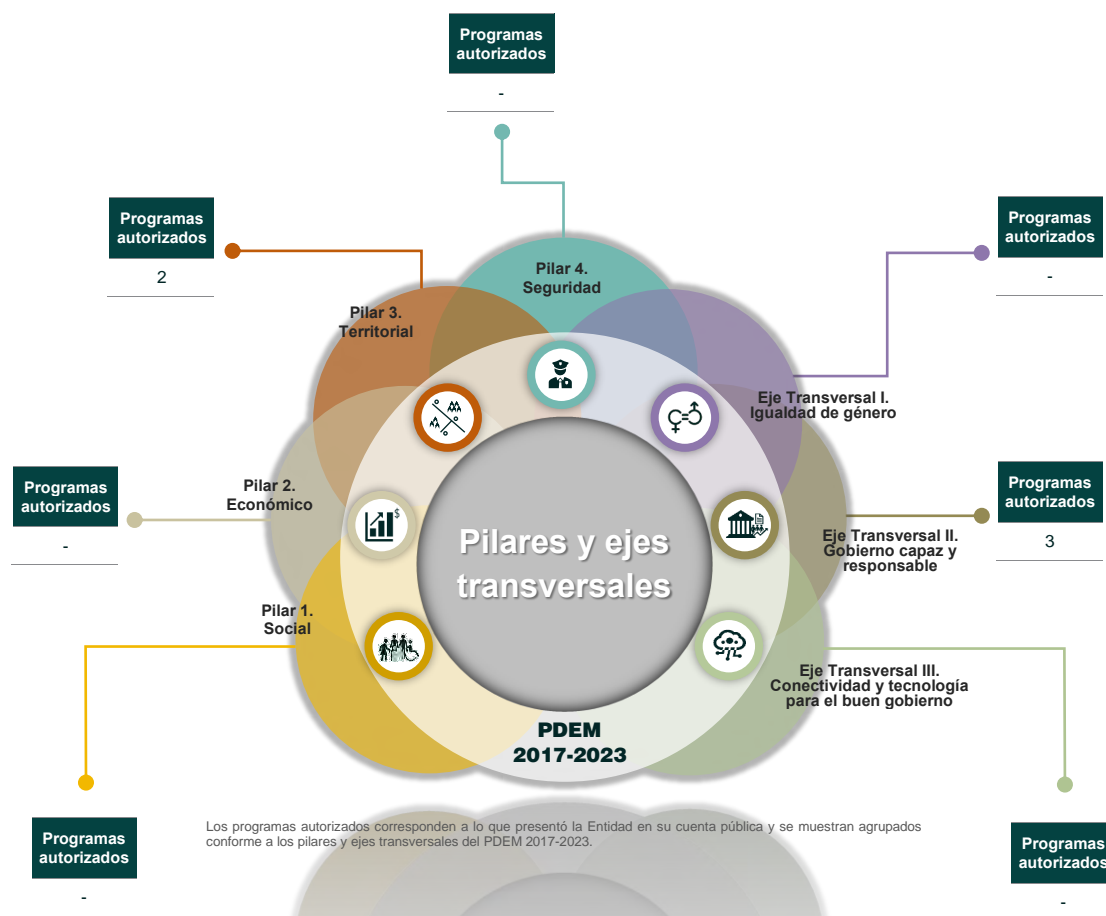 Programas
autorizados
-
Programas
autorizados
2
Programas
autorizados
-
Pilar 4.
Seguridad
Pilar 3.
Territorial
Eje Transversal I.
Igualdad de género
Programas
autorizados
-
Pilar 2.
Económico
Programas
autorizados
3
Eje Transversal II.
Gobierno capaz y
responsable
Pilares y ejes
transversales
Pilar 1.
Social
Eje Transversal III.
Conectividad y tecnología
para el buen gobierno
PDEM
2017-2023
Programas
autorizados
-
Programas
autorizados
-
Los programas autorizados corresponden a lo que presentó la Entidad en su cuenta pública y se muestran agrupados
conforme a los pilares y ejes transversales del PDEM 2017-2023.